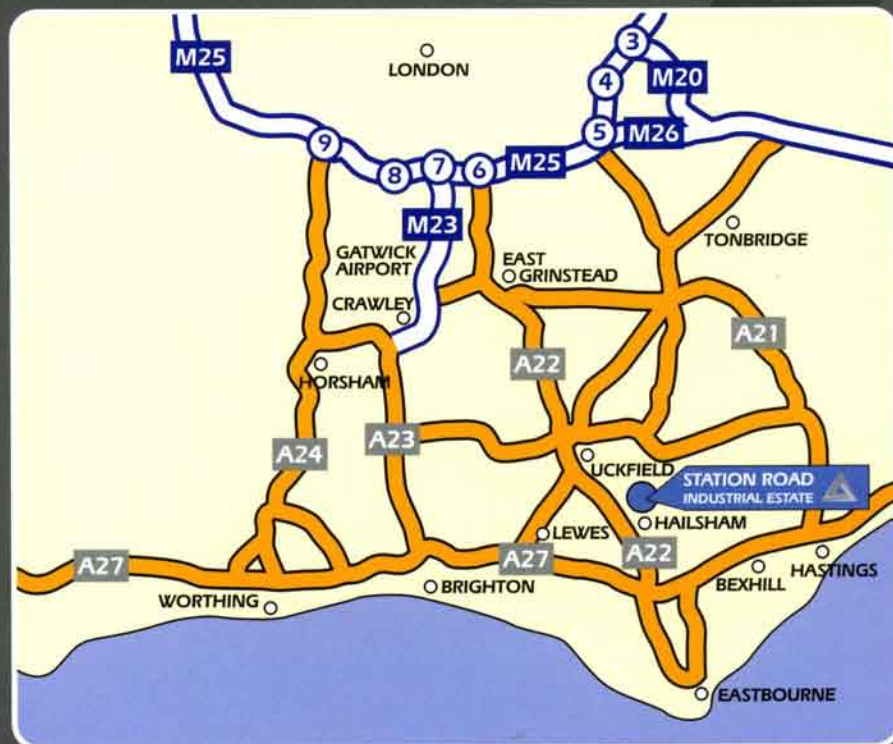 3
M25
LONDON
4
M20
5
M26
9
7
8
6
M25
M23
TONBRIDGE
GATWICK
AIRPORT
EAST
GRINSTEAD
CRAWLEY
A21
A22
HORSHAM
A24
A23
UCKFIELD
STATION ROAD
INDUSTRIAL ESTATE
HAILSHAM
LEWES
A27
A27
A22
HASTINGS
BEXHILL
WORTHING
BRIGHTON
EASTBOURNE